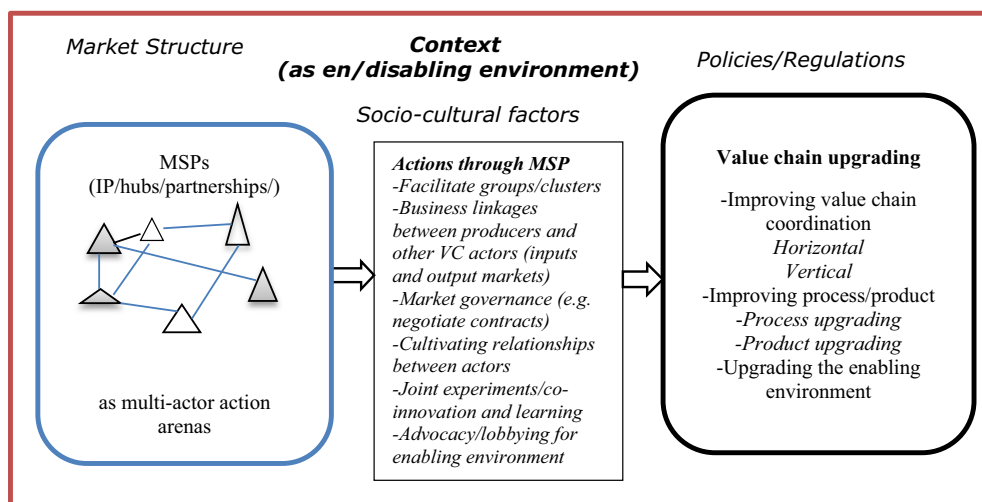 Market Structure
Context
(as en/disabling environment)
Policies/Regulations
Socio-cultural factors
MSPs
(IP/hubs/partnerships/)
as multi-actor action
arenas
Actions through MSP
-Facilitate groups/clusters
-Business linkages
between producers and
other VC actors (inputs
and output markets)
-Market governance (e.g.
negotiate contracts)
-Cultivating relationships
between actors
-Joint experiments/co-
innovation and learning
-Advocacy/lobbying for
enabling environment
Value chain upgrading
-Improving value chain
coordination
Horizontal
Vertical
-Improving process/product
-Process upgrading
-Product upgrading
-Upgrading the enabling
environment